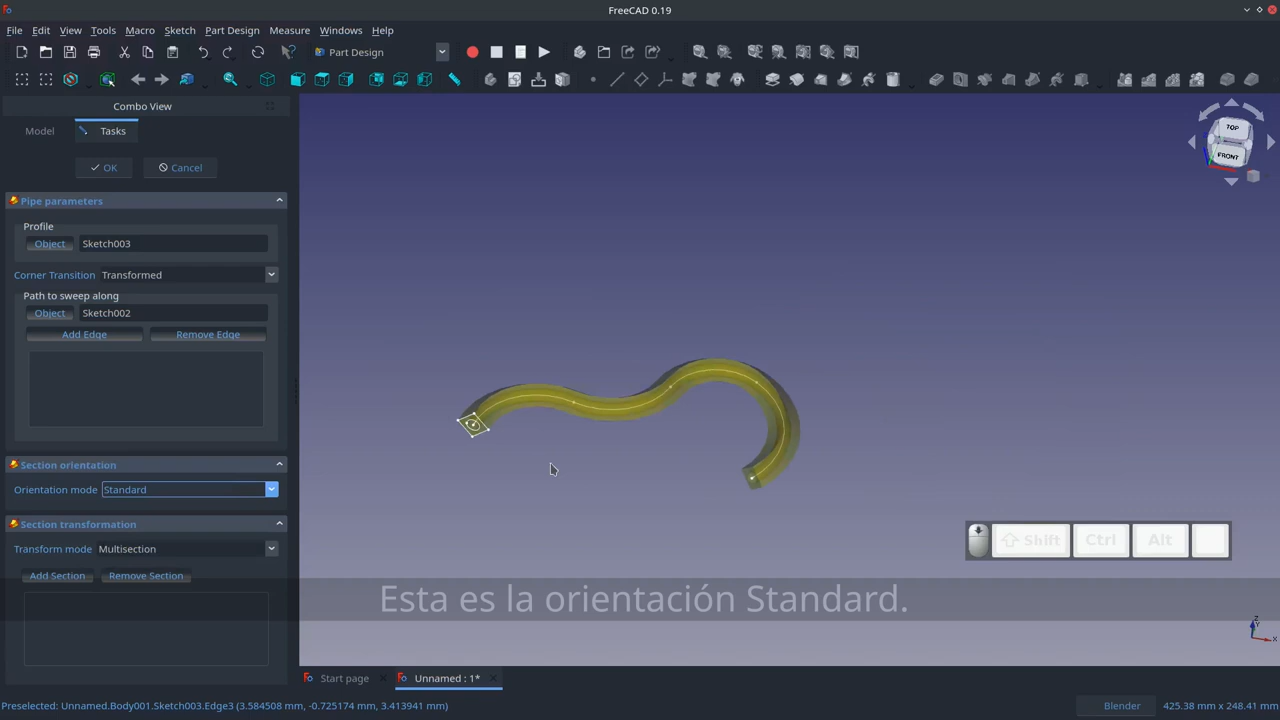 FreeCAD 0.19
File Edit View Tools Macro Sketch Part Design Measure Windows Help
Part Design
Combo View
Model Tasks
OK Cancel
Pipe parameters
Profile
Object Sketch003
Corner Transition Transformed
Path to sweep along
Object Sketch002
Add Edge Remove Edge
Section orientation
Orientation mode Standard
Section transformation
Transform mode Multisection
Add Section Remove Section
TOP
FRONT
Shift Ctrl Alt
Esta es la orientación Standard.
Z
Y
X
Start page Unnamed : 1*
Preselected: Unnamed.Body001.Sketch003.Edge3 (3.584508 mm, -0.725174 mm, 3.413941 mm) Blender 425.38 mm x 248.41 mm